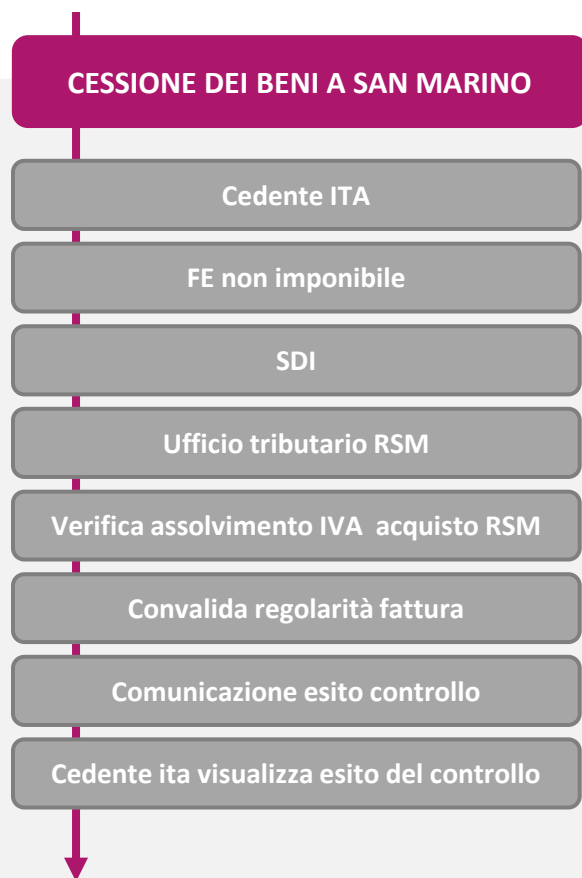 CESSIONE DEI BENI A SAN MARINO
Cedente ITA
FE non imponibile
SDI
Ufficio tributario RSM
Verifica assolvimento IVA  acquisto RSM
Convalida regolarità fattura
Comunicazione esito controllo
Cedente ita visualizza esito del controllo